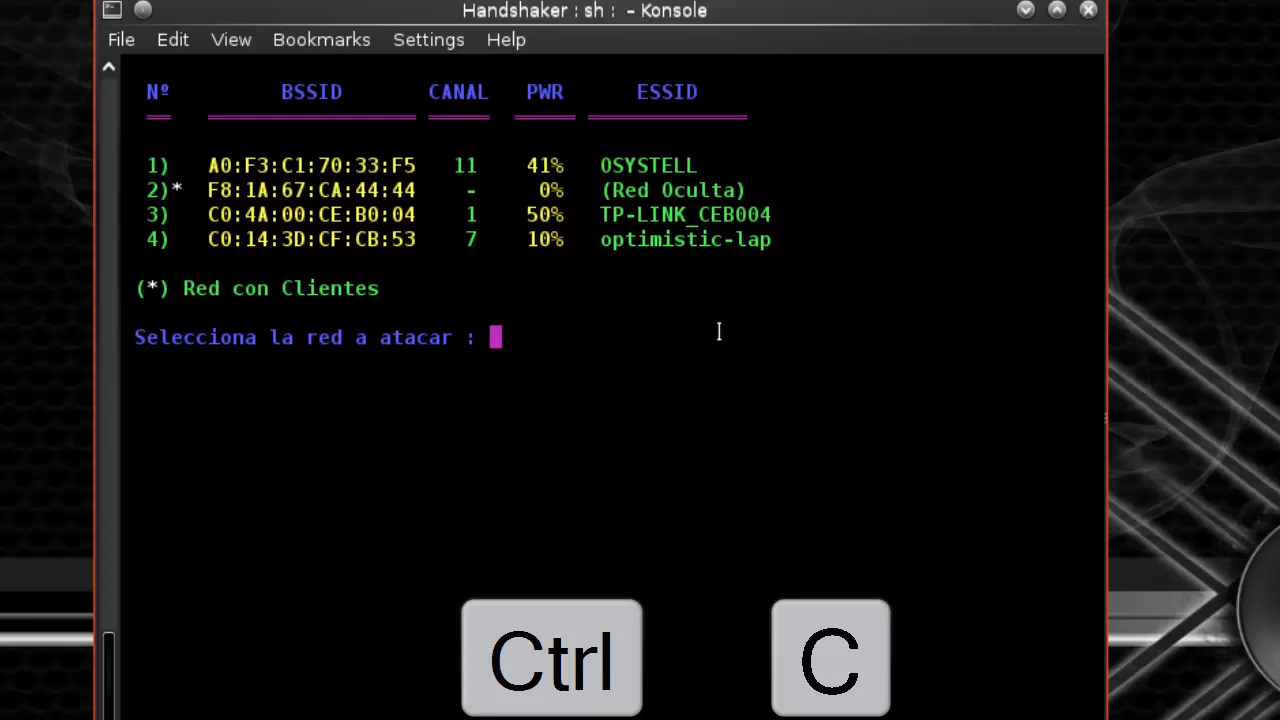 Handshaker : sh : - Konsole
File Edit View Bookmarks Settings Help
Nº BSSID CANAL PWR ESSID
1) A0:F3:C1:70:33:F5 11 41% OSYSTELL
2)* F8:1A:67:CA:44:44 - 0% (Red Oculta)
3) C0:4A:00:CE:B0:04 1 50% TP-LINK_CEB004
4) C0:14:3D:CF:CB:53 7 10% optimistic-lap
(*) Red con Clientes
Selecciona la red a atacar :
Ctrl C